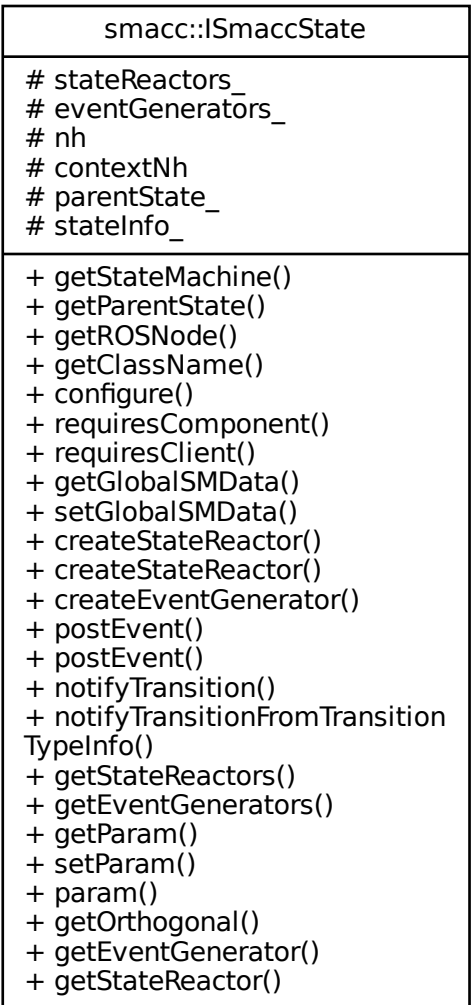 smacc::ISmaccState
# stateReactors_
# eventGenerators_
# nh
# contextNh
# parentState_
# stateInfo_
+ getStateMachine()
+ getParentState()
+ getROSNode()
+ getClassName()
+ configure()
+ requiresComponent()
+ requiresClient()
+ getGlobalSMData()
+ setGlobalSMData()
+ createStateReactor()
+ createStateReactor()
+ createEventGenerator()
+ postEvent()
+ postEvent()
+ notifyTransition()
+ notifyTransitionFromTransition
TypeInfo()
+ getStateReactors()
+ getEventGenerators()
+ getParam()
+ setParam()
+ param()
+ getOrthogonal()
+ getEventGenerator()
+ getStateReactor()